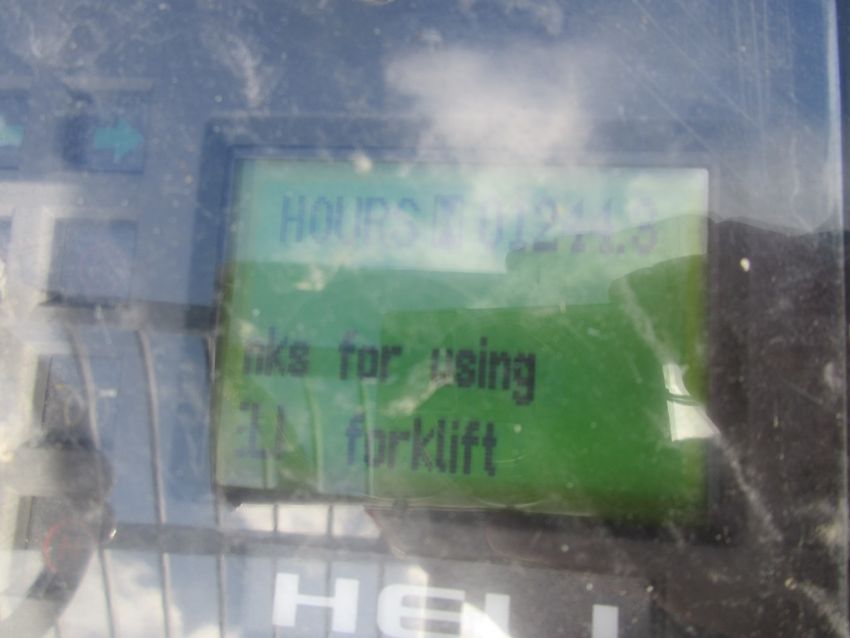 HOURS
nks for using
forklift
HELI